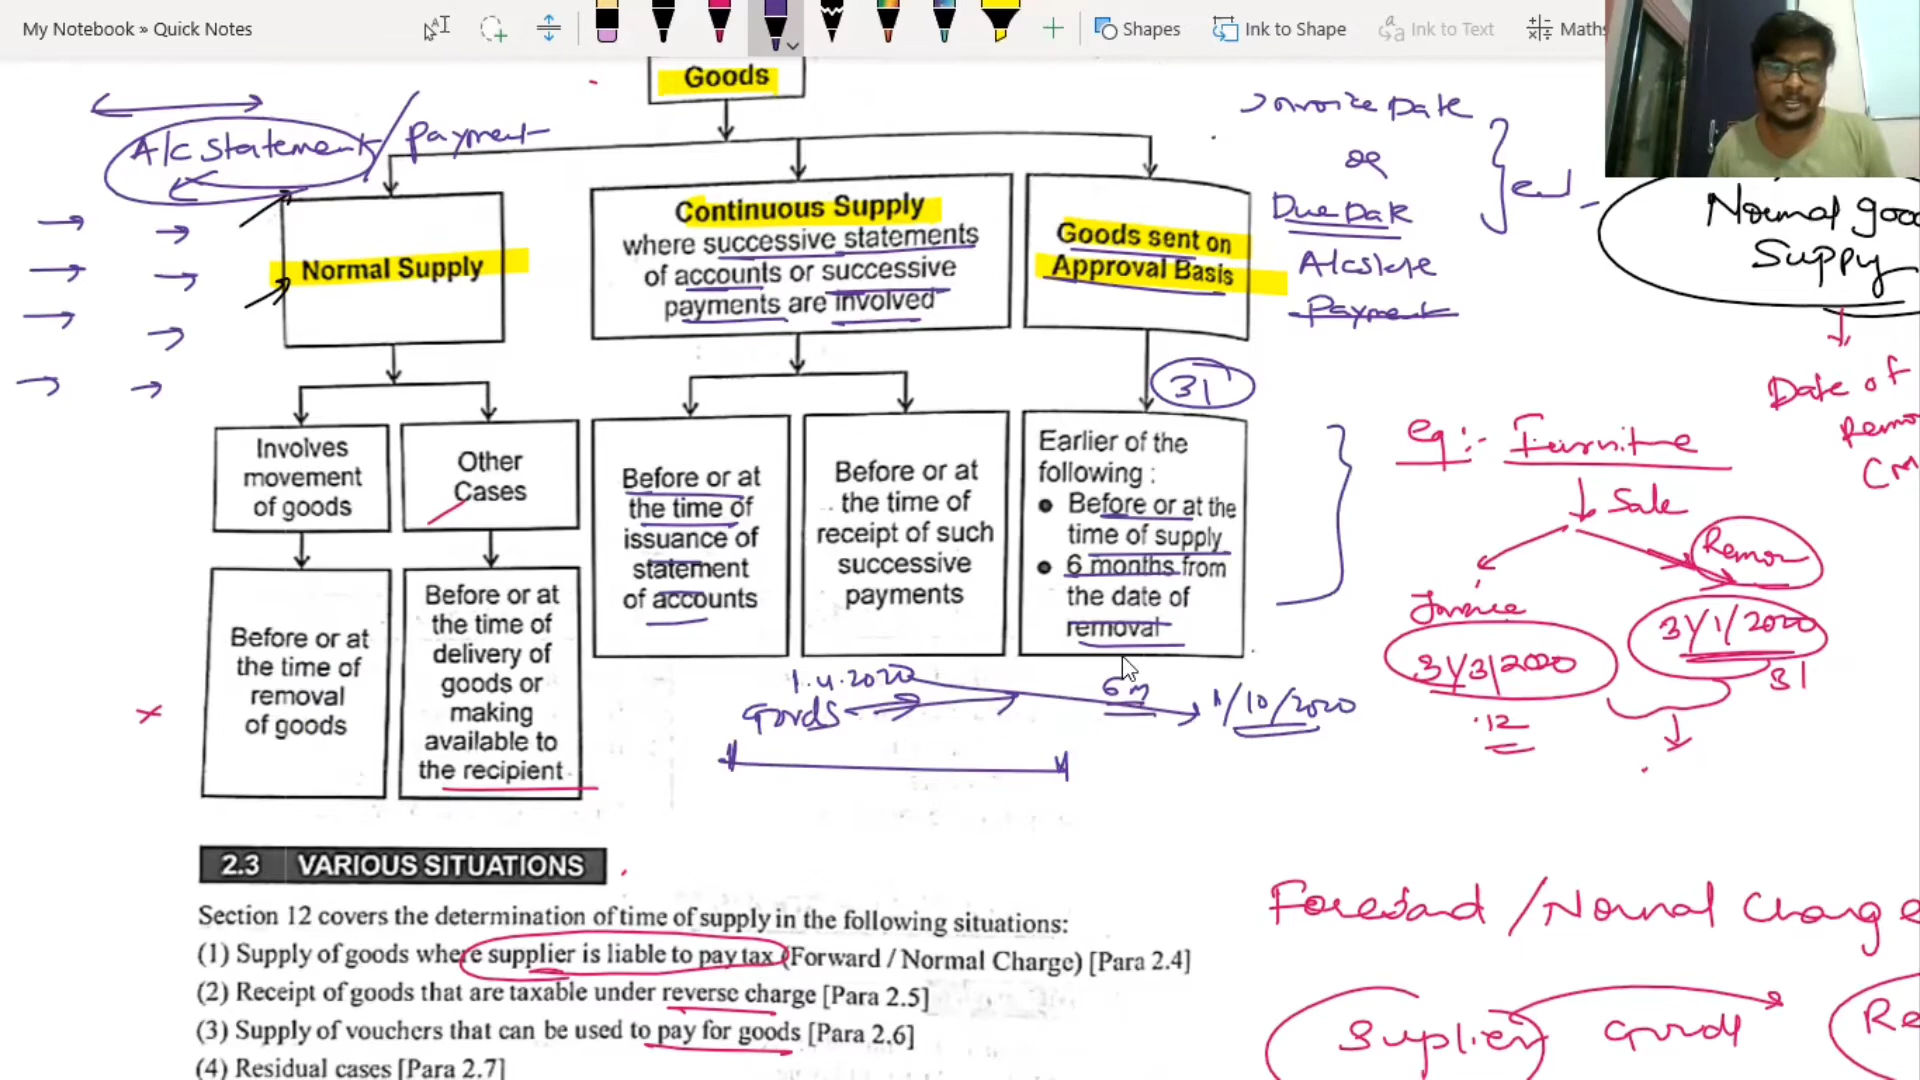 My Notebook » Quick Notes
Shapes
Ink to Shape
Ink to Text
Maths
Goods
A/c statement / Payment
Invoice Date
or
Due Date
A/c state
Payment
Normal goo
Supply
Normal Supply
Continuous Supply
where successive statements
of accounts or successive
payments are involved
Goods sent on
Approval Basis
31
Involves
movement
of goods
Other
Cases
Before or at
the time of
issuance of
statement
of accounts
Before or at
the time of
receipt of such
successive
payments
Earlier of the
following :
• Before or at the
time of supply
• 6 months from
the date of
removal
Before or at
the time of
removal
of goods
Before or at
the time of
delivery of
goods or
making
available to
the recipient
1.4.2020
Goods
6m
1/10/2020
Date of
Remo
eg:- Furniture
Sale
Remov
Invoice
31/3/2020
31/1/2020
31
12
2.3 VARIOUS SITUATIONS
Section 12 covers the determination of time of supply in the following situations:
(1) Supply of goods where supplier is liable to pay tax (Forward / Normal Charge) [Para 2.4]
(2) Receipt of goods that are taxable under reverse charge [Para 2.5]
(3) Supply of vouchers that can be used to pay for goods [Para 2.6]
(4) Residual cases [Para 2.7]
Forward / Normal Charge
Suplier Goods Re